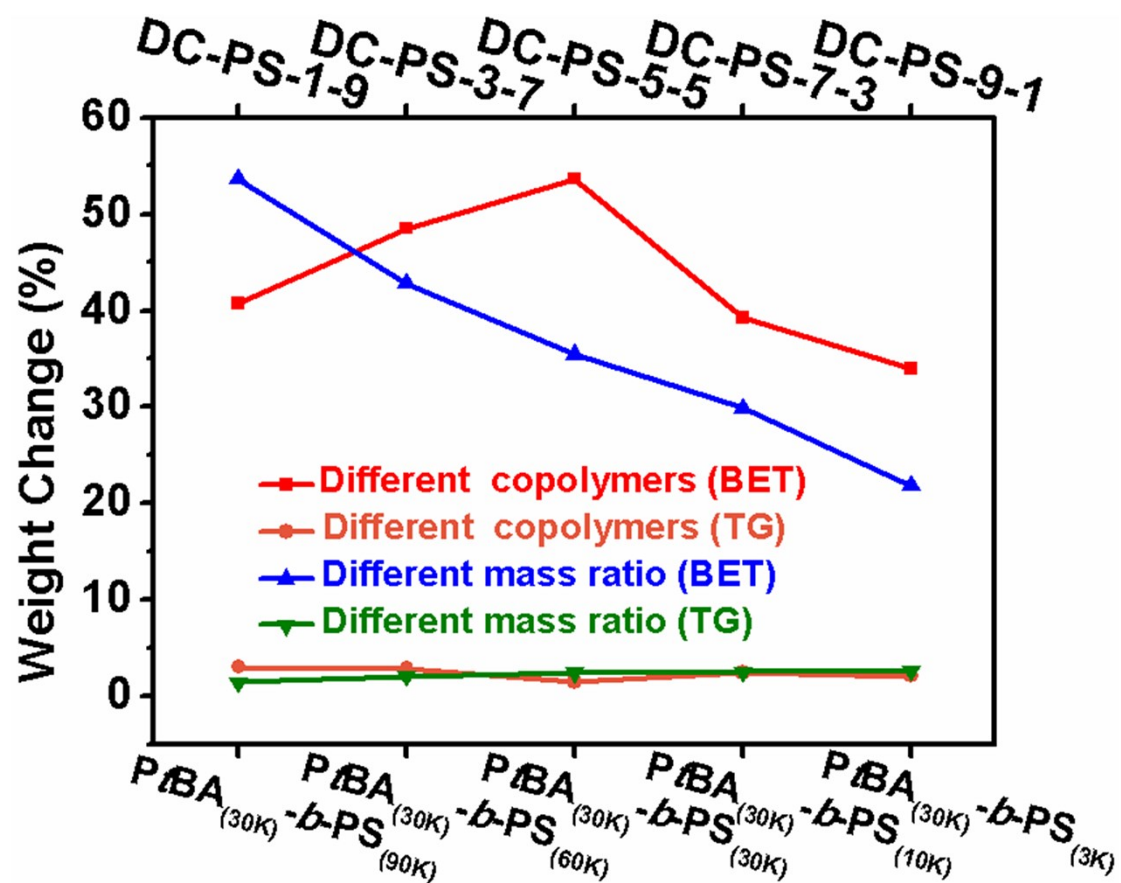 DC-PS-1-9
DC-PS-3-7
DC-PS-5-5
DC-PS-7-3
DC-PS-9-1
60
50
40
30
20
10
0
Weight Change (%)
Different copolymers (BET)
Different copolymers (TG)
Different mass ratio (BET)
Different mass ratio (TG)
PtBA(30K)-b-PS(90K)
PtBA(30K)-b-PS(60K)
PtBA(30K)-b-PS(30K)
PtBA(30K)-b-PS(10K)
PtBA(30K)-b-PS(3K)